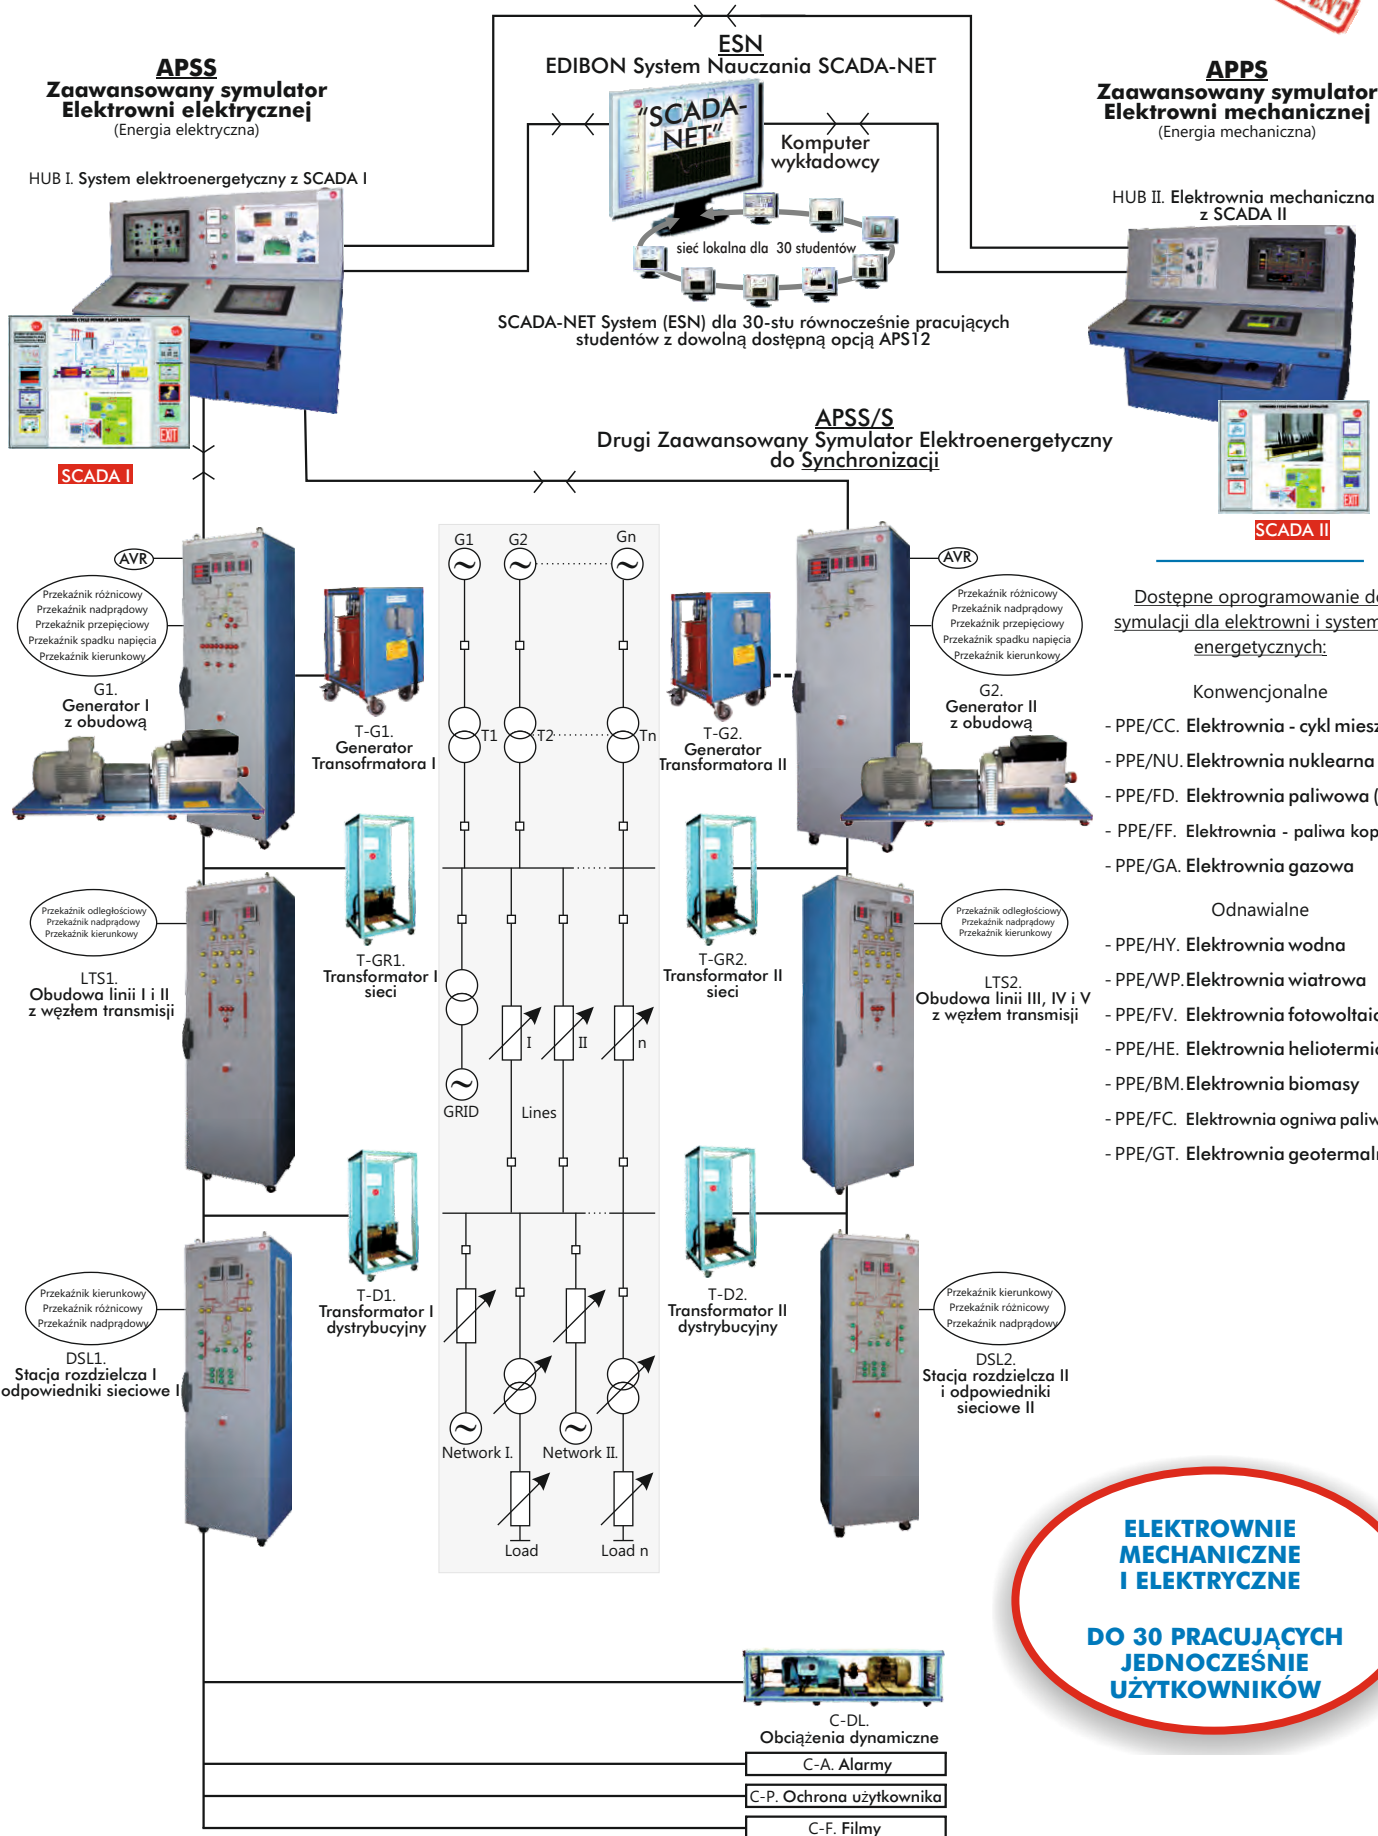 ESN
EDIBON System Nauczania SCADA-NET
APSS
Zaawansowany symulator
Elektrowni elektrycznej
(Energia elektryczna)
APPS
Zaawansowany symulator
Elektrowni mechanicznej
(Energia mechaniczna)
"SCADA-
NET"
Komputer
wykładowcy
HUB I. System elektroenergetyczny z SCADA I
HUB II. Elektrownia mechaniczna
z SCADA II
sieć lokalna dla 30 studentów
SCADA-NET System (ESN) dla 30-stu równocześnie pracujących
studentów z dowolną dostępną opcją APS12
EXIT
SCADA I
APSS/S
Drugi Zaawansowany Symulator Elektroenergetyczny
do Synchronizacji
EXIT
SCADA II
AVR
Przekaźnik różnicowy
Przekaźnik nadprądowy
Przekaźnik przepięciowy
Przekaźnik spadku napięcia
Przekaźnik kierunkowy
G1.
Generator I
z obudową
T-G1.
Generator
Transofrmatora I
G1
G2
Gn
T1
T2
Tn
T-G2.
Generator
Transformatora II
AVR
Przekaźnik różnicowy
Przekaźnik nadprądowy
Przekaźnik przepięciowy
Przekaźnik spadku napięcia
Przekaźnik kierunkowy
G2.
Generator II
z obudową
Dostępne oprogramowanie do
symulacji dla elektrowni i system
energetycznych:
Konwencjonalne
- PPE/CC. Elektrownia - cykl miesz
- PPE/NU. Elektrownia nuklearna
- PPE/FD. Elektrownia paliwowa (
- PPE/FF. Elektrownia - paliwa kop
- PPE/GA. Elektrownia gazowa
Odnawialne
- PPE/HY. Elektrownia wodna
- PPE/WP. Elektrownia wiatrowa
- PPE/FV. Elektrownia fotowoltaic
- PPE/HE. Elektrownia heliotermic
- PPE/BM. Elektrownia biomasy
- PPE/FC. Elektrownia ogniwa paliw
- PPE/GT. Elektrownia geotermaln
Przekaźnik odległościowy
Przekaźnik nadprądowy
Przekaźnik kierunkowy
LTS1.
Obudowa linii I i II
z węzłem transmisji
T-GR1.
Transformator I
sieci
GRID
I
II
n
Lines
T-GR2.
Transformator II
sieci
Przekaźnik odległościowy
Przekaźnik nadprądowy
Przekaźnik kierunkowy
LTS2.
Obudowa linii III, IV i V
z węzłem transmisji
Przekaźnik kierunkowy
Przekaźnik różnicowy
Przekaźnik nadprądowy
DSL1.
Stacja rozdzielcza I
odpowiedniki sieciowe I
T-D1.
Transformator I
dystrybucyjny
Network I.
Network II.
Load
Load n
T-D2.
Transformator II
dystrybucyjny
Przekaźnik kierunkowy
Przekaźnik różnicowy
Przekaźnik nadprądowy
DSL2.
Stacja rozdzielcza II
i odpowiedniki
sieciowe II
ELEKTROWNIE
MECHANICZNE
I ELEKTRYCZNE
DO 30 PRACUJĄCYCH
JEDNOCZEŚNIE
UŻYTKOWNIKÓW
C-DL.
Obciążenia dynamiczne
C-A. Alarmy
C-P. Ochrona użytkownika
C-F. Filmy